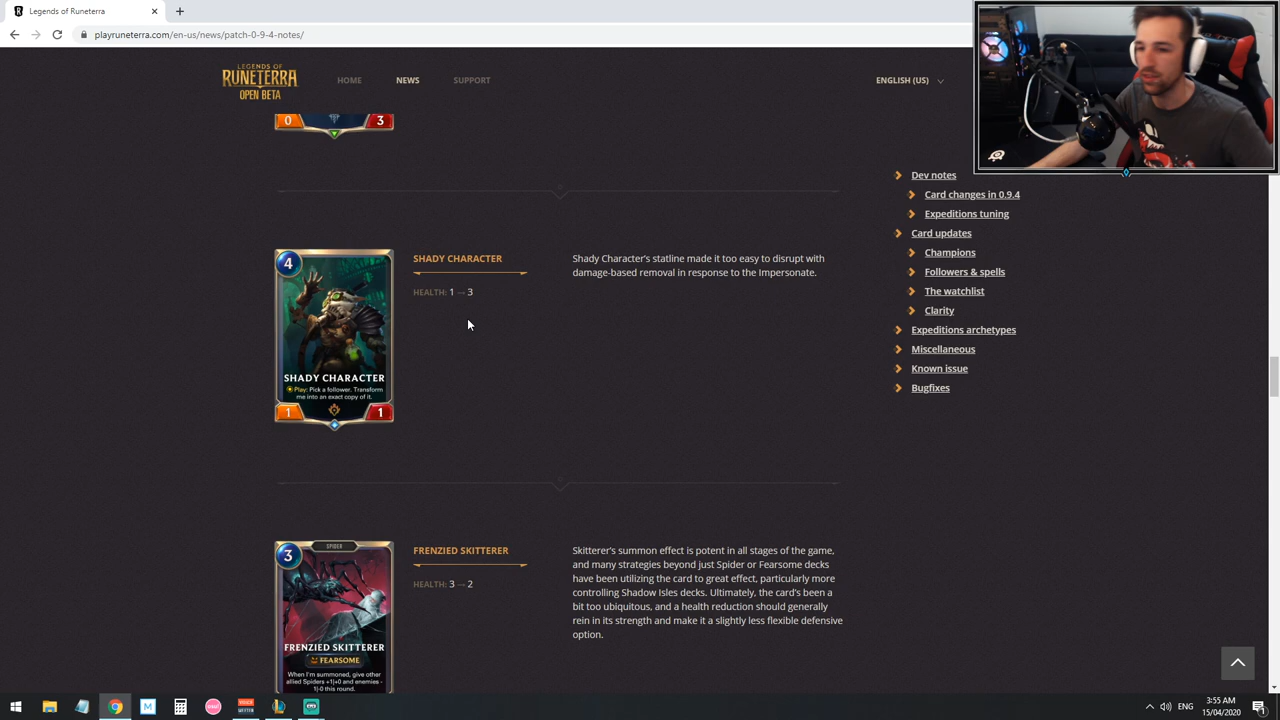 Legends of Runeterra
playruneterra.com/en-us/news/patch-0-9-4-notes/
LEGENDS OF
RUNETERRA
OPEN BETA
HOME
NEWS
SUPPORT
ENGLISH (US)
0
3
Dev notes
Card changes in 0.9.4
Expeditions tuning
Card updates
Champions
Followers & spells
The watchlist
Clarity
Expeditions archetypes
Miscellaneous
Known issue
Bugfixes
4
SHADY CHARACTER
Play: Pick a follower. Transform
me into an exact copy of it.
1
1
SHADY CHARACTER
HEALTH: 1 → 3
Shady Character's statline made it too easy to disrupt with
damage-based removal in response to the Impersonate.
3
SPIDER
FRENZIED SKITTERER
FEARSOME
When I'm summoned, give other
allied Spiders +1|+0 and enemies -
1|-0 this round.
FRENZIED SKITTERER
HEALTH: 3 → 2
Skitterer's summon effect is potent in all stages of the game,
and many strategies beyond just Spider or Fearsome decks
have been utilizing the card to great effect, particularly more
controlling Shadow Isles decks. Ultimately, the card's been a
bit too ubiquitous, and a health reduction should generally
rein in its strength and make it a slightly less flexible defensive
option.
ENG
3:55 AM
15/04/2020